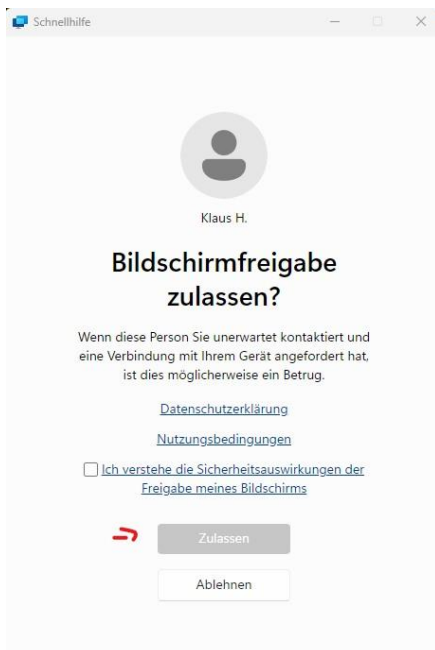 Schnellhilfe
Klaus H.
Bildschirmfreigabe
zulassen?
Wenn diese Person Sie unerwartet kontaktiert und
eine Verbindung mit Ihrem Gerät angefordert hat,
ist dies möglicherweise ein Betrug.
Datenschutzerklärung
Nutzungsbedingungen
Ich verstehe die Sicherheitsauswirkungen der
Freigabe meines Bildschirms
Zulassen
Ablehnen